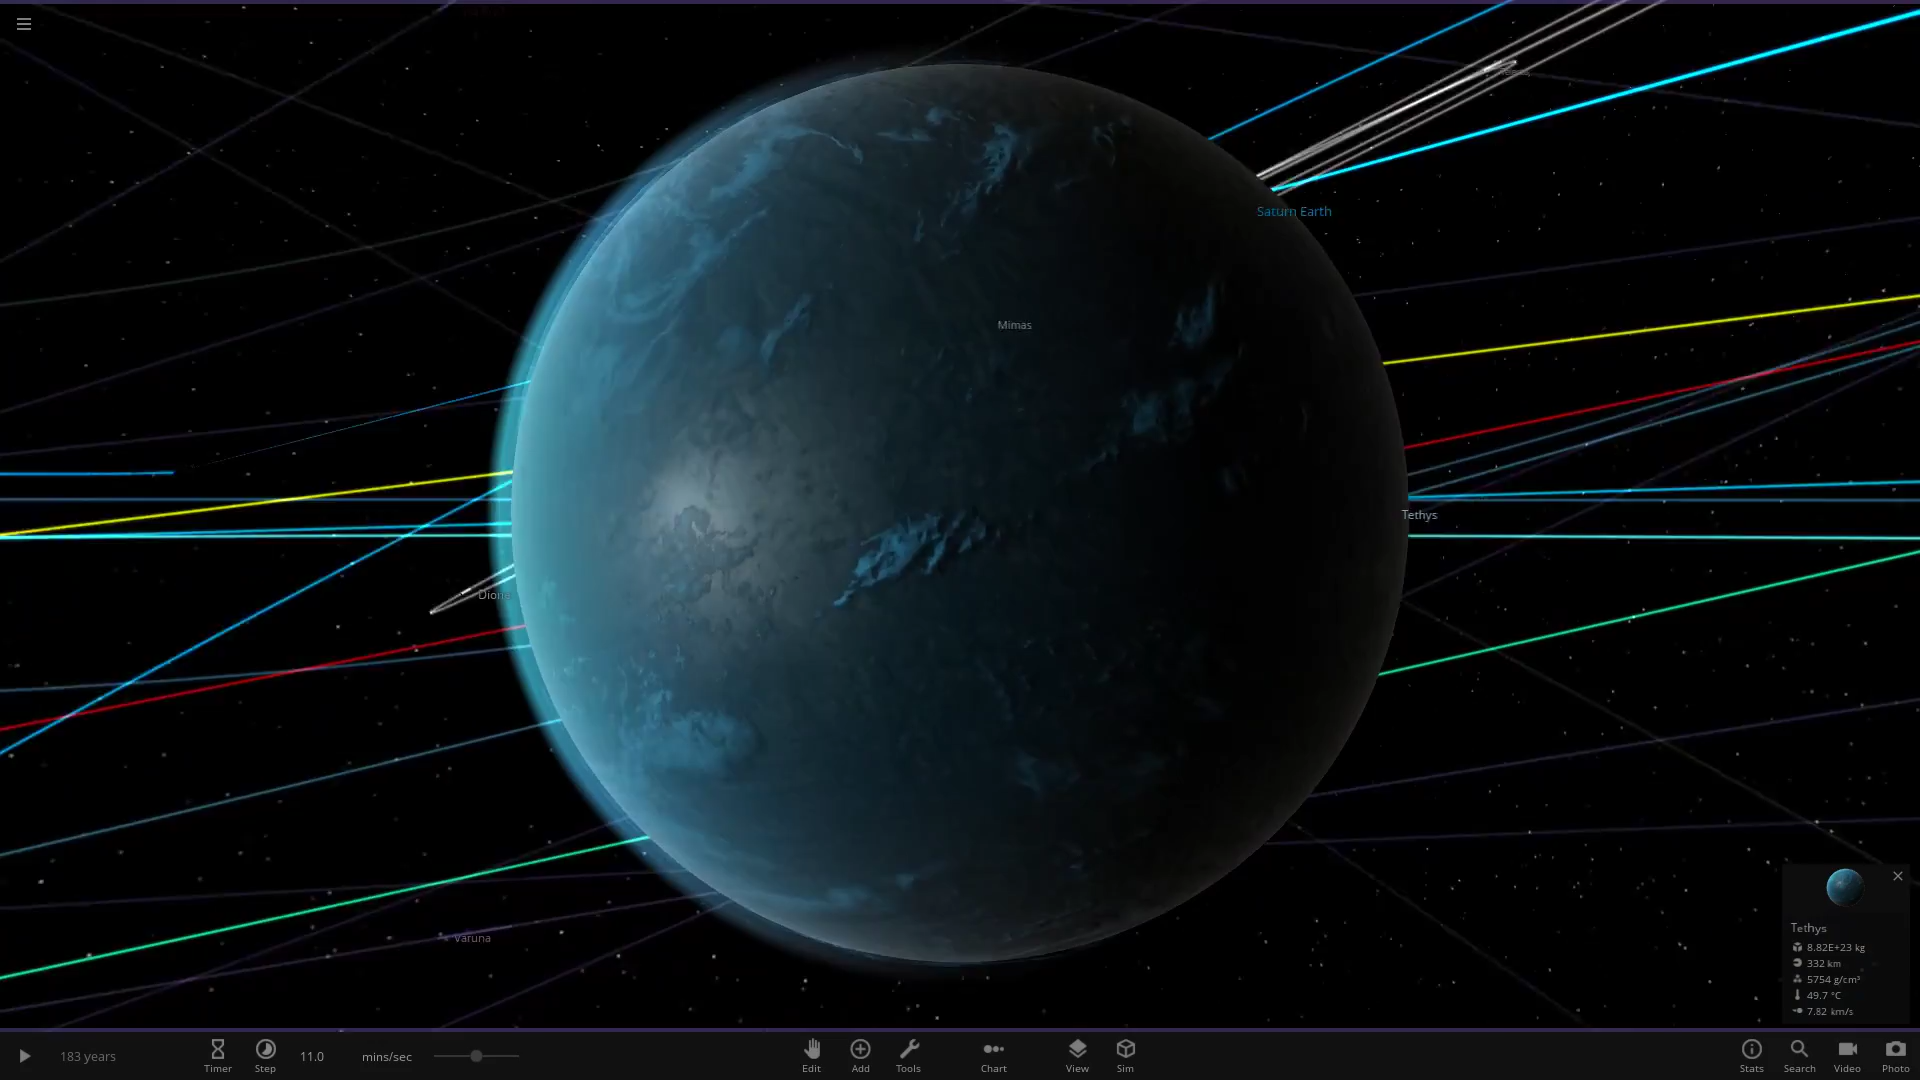 Saturn Earth
Mimas
Tethys
Dione
Varuna
Tethys
8.82E+23 kg
332 km
5754 g/cm³
49.7 °C
7.82 km/s
183 years
Timer
Step
11.0
mins/sec
Edit
Add
Tools
Chart
View
Sim
Stats
Search
Video
Photo